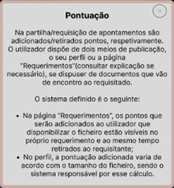 Pontuação
Na partilha/requisição de apontamentos são
adicionados/retirados pontos, respetivamente.
O utilizador dispõe de dois meios de publicação,
o seu perfil ou a página
"Requerimentos"(consultar explicação se
necessário), se dispuser de documentos que vão
de encontro ao requisitado.
O sistema definido é o seguinte:
• Na página "Requerimentos", os pontos que
serão adicionados ao utilizador que
disponibilizar o ficheiro estão visíveis no
próprio requerimento e ao mesmo tempo
retirados ao requisitante;
• No perfil, a pontuação adicionada varia de
acordo com o tamanho do ficheiro, sendo o
sistema responsável por esse cálculo.